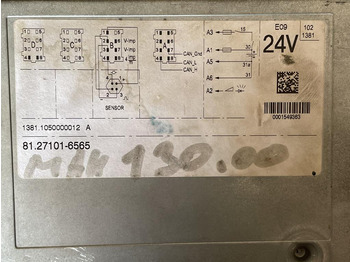 E09
102
1381
24V
D
C
B
A
V-imp
V-imp
CAN_Gnd
CAN_L
CAN_H
SENSOR
A3
15
A1
30
A5
31a
A6
31
A2
0001549363
1381.1050000012 A
81.27101-6565
MAN 130.00